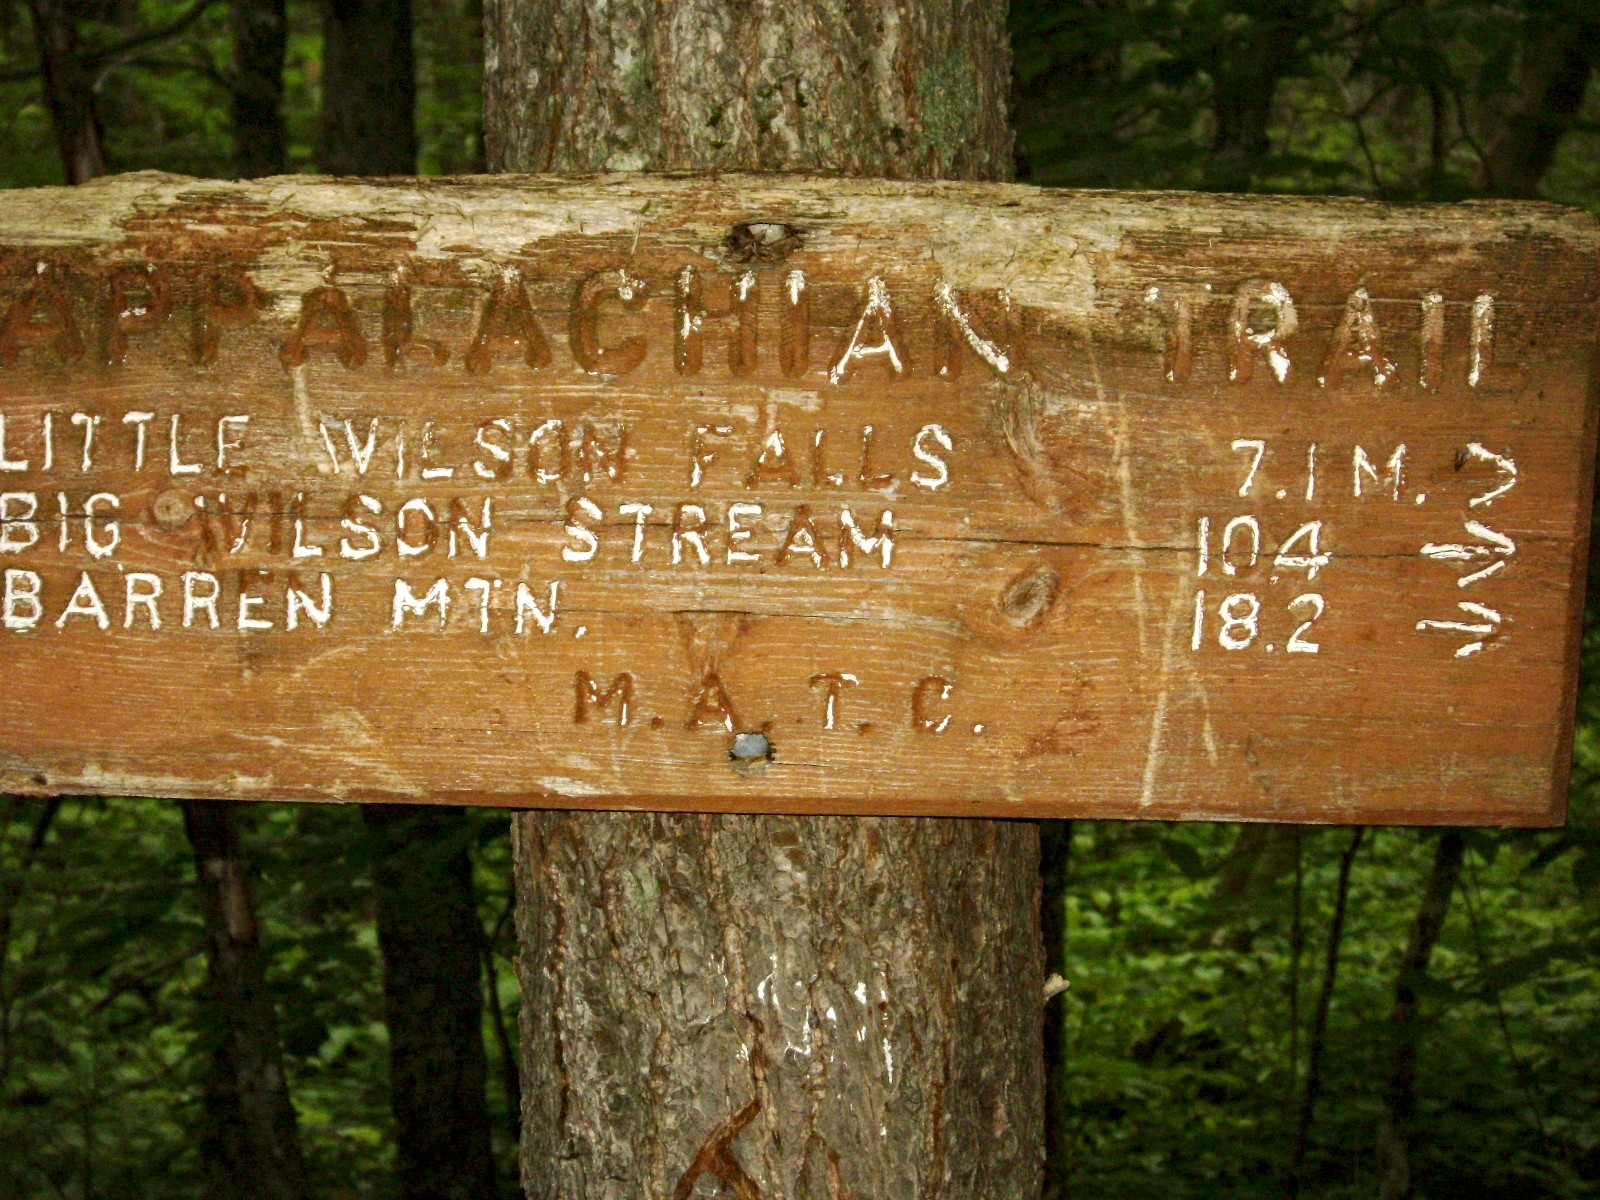 APPALACHIAN TRAIL
LITTLE WILSON FALLS 7.1 M. →
BIG WILSON STREAM 10.4 →
BARREN MTN. 18.2 →
M.A.T.C.